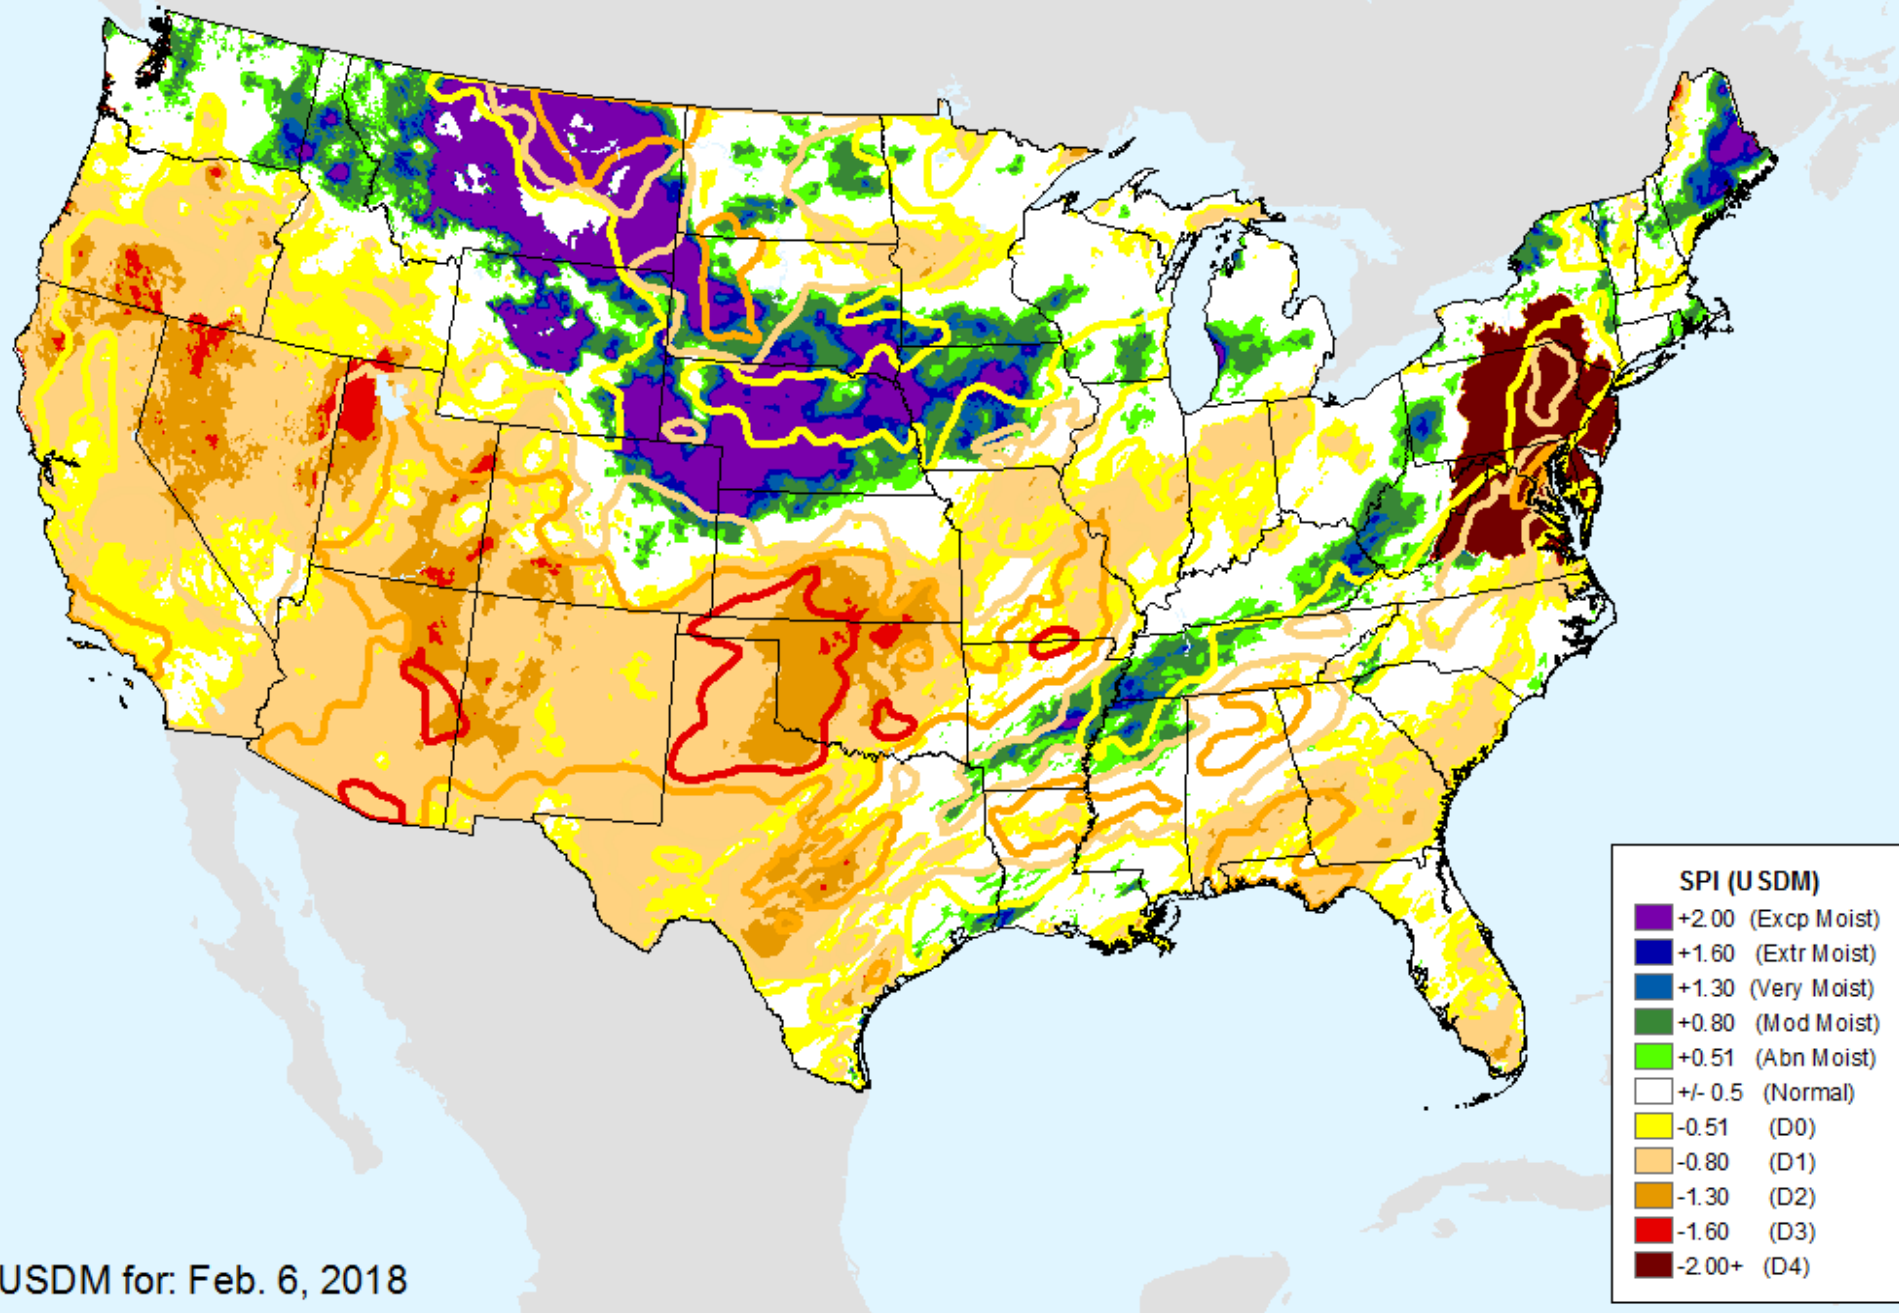 SPI (USDM)
+2.00 (Excp Moist)
+1.60 (Extr Moist)
+1.30 (Very Moist)
+0.80 (Mod Moist)
+0.51 (Abn Moist)
+/- 0.5 (Normal)
-0.51 (D0)
-0.80 (D1)
-1.30 (D2)
-1.60 (D3)
-2.00+ (D4)
USDM for: Feb. 6, 2018